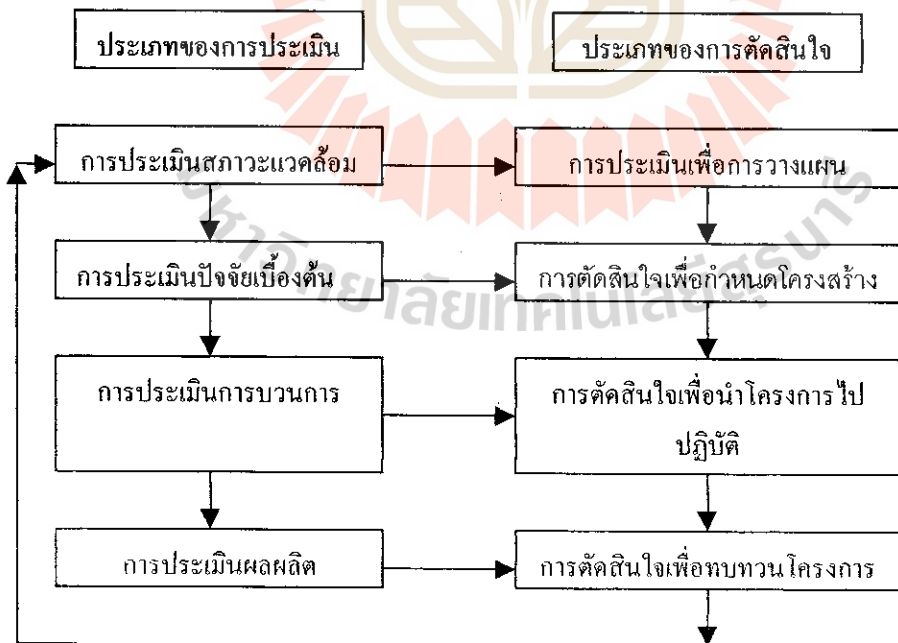 ประเภทของการประเมิน
ประเภทของการตัดสินใจ
การประเมินสภาวะแวคล้อม
การประเมินเพื่อการวางแผน
การประเมินปัจจัยเบื้องต้น
การตัดสินใจเพื่อกำหนดโครงสร้าง
การประเมินการบวนการ
การตัดสินใจเพื่อนำโครงการไป
ปฏิบัติ
การประเมินผลผลิต
การตัดสินใจเพื่อทบทวนโครงการ